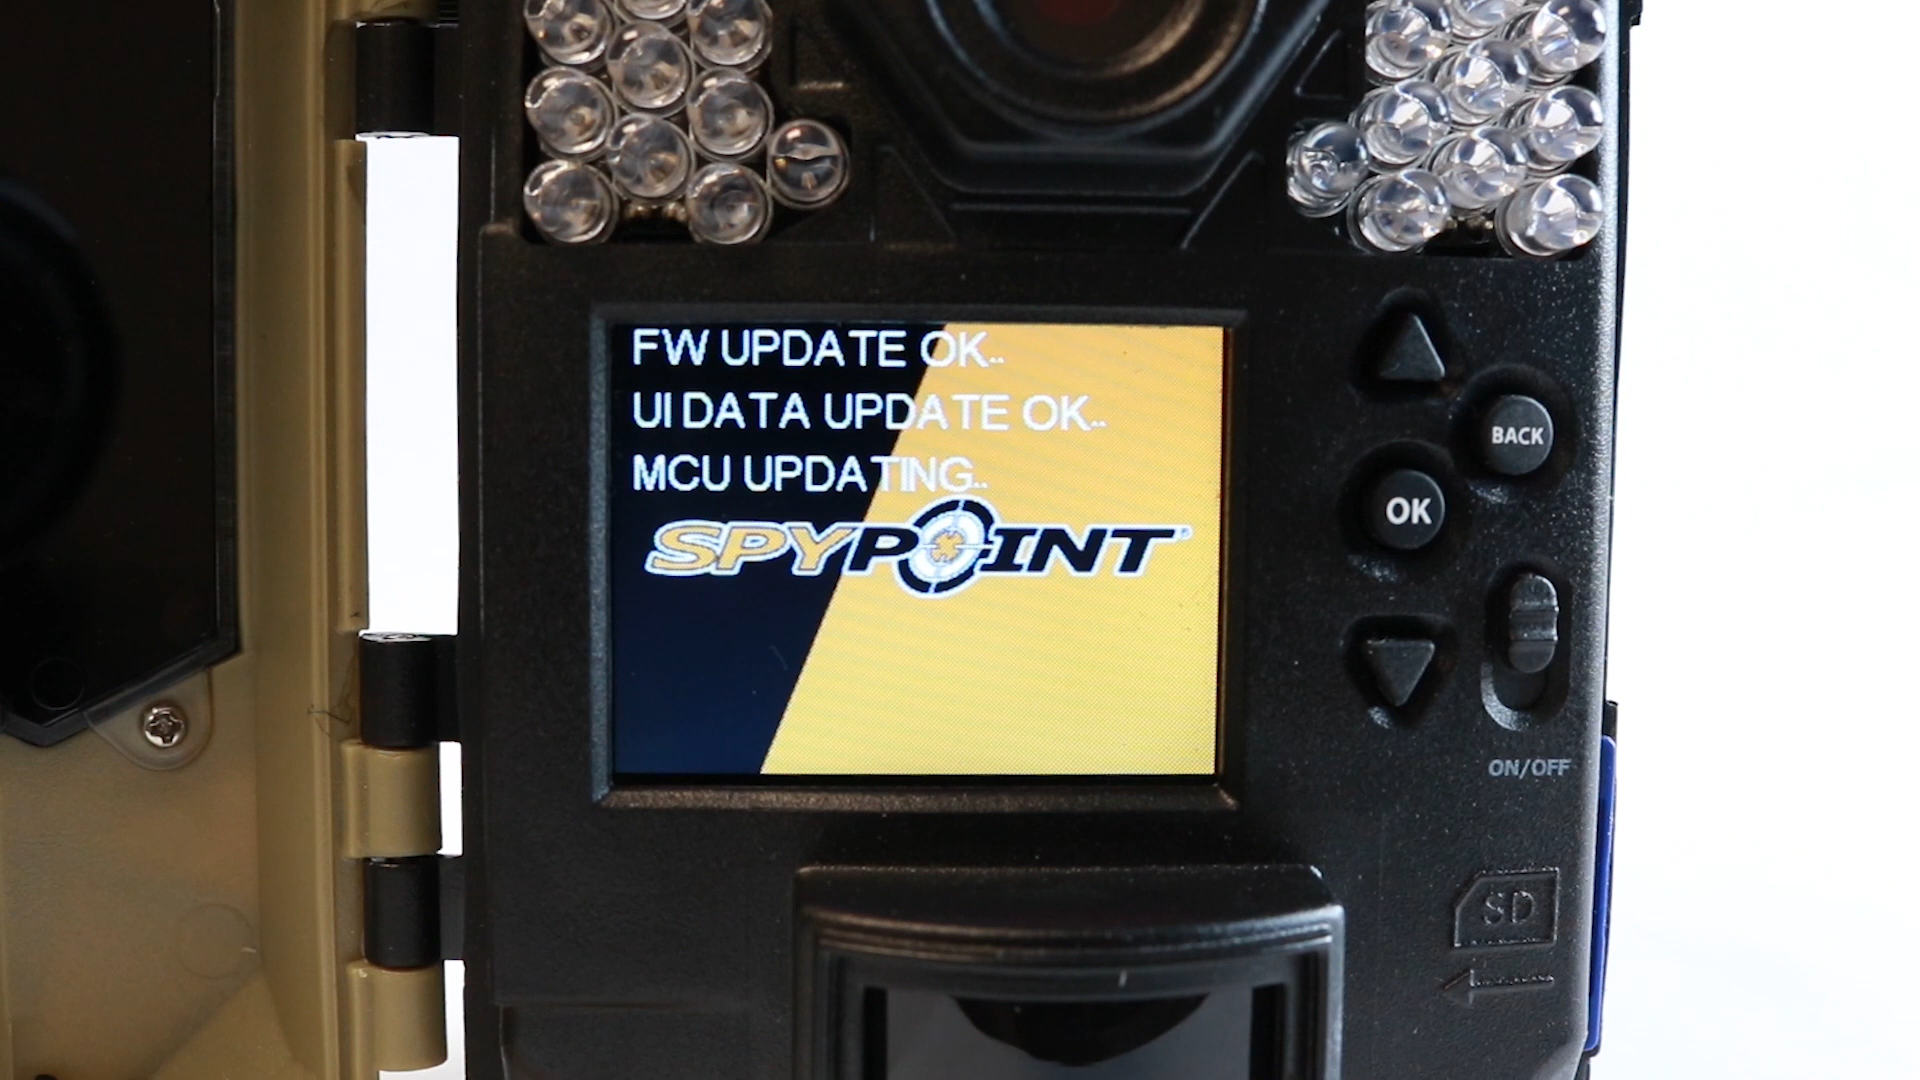 FW UPDATE OK..
UI DATA UPDATE OK..
MCU UPDATING..
SPYPOINT®
BACK
OK
ON/OFF
SD